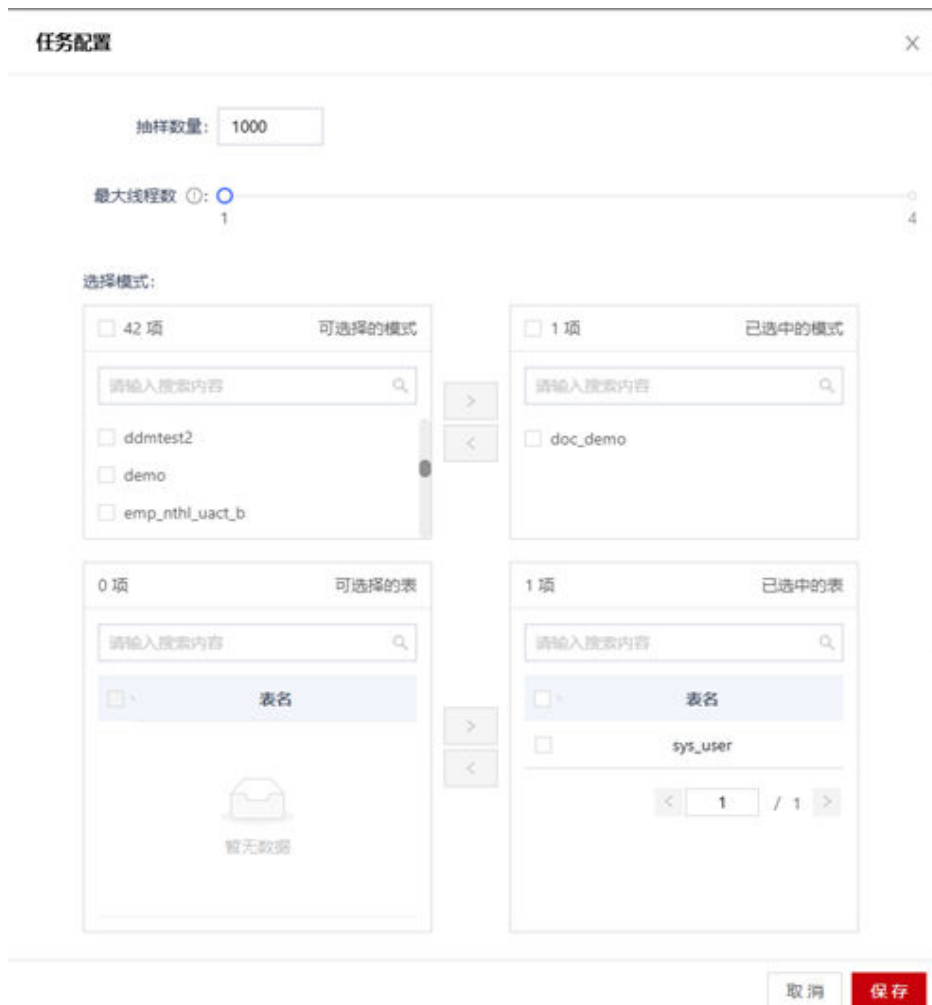 任务配置
抽样数量: 1000
最大线程数 ①:
1 4
选择模式:
42 项 可选择的模式
请输入搜索内容
ddmtest2
demo
emp_nthl_uact_b
1 项 已选中的模式
请输入搜索内容
doc_demo
0 项 可选择的表
请输入搜索内容
表名
暂无数据
1 项 已选中的表
请输入搜索内容
表名
sys_user
1 / 1
取消 保存